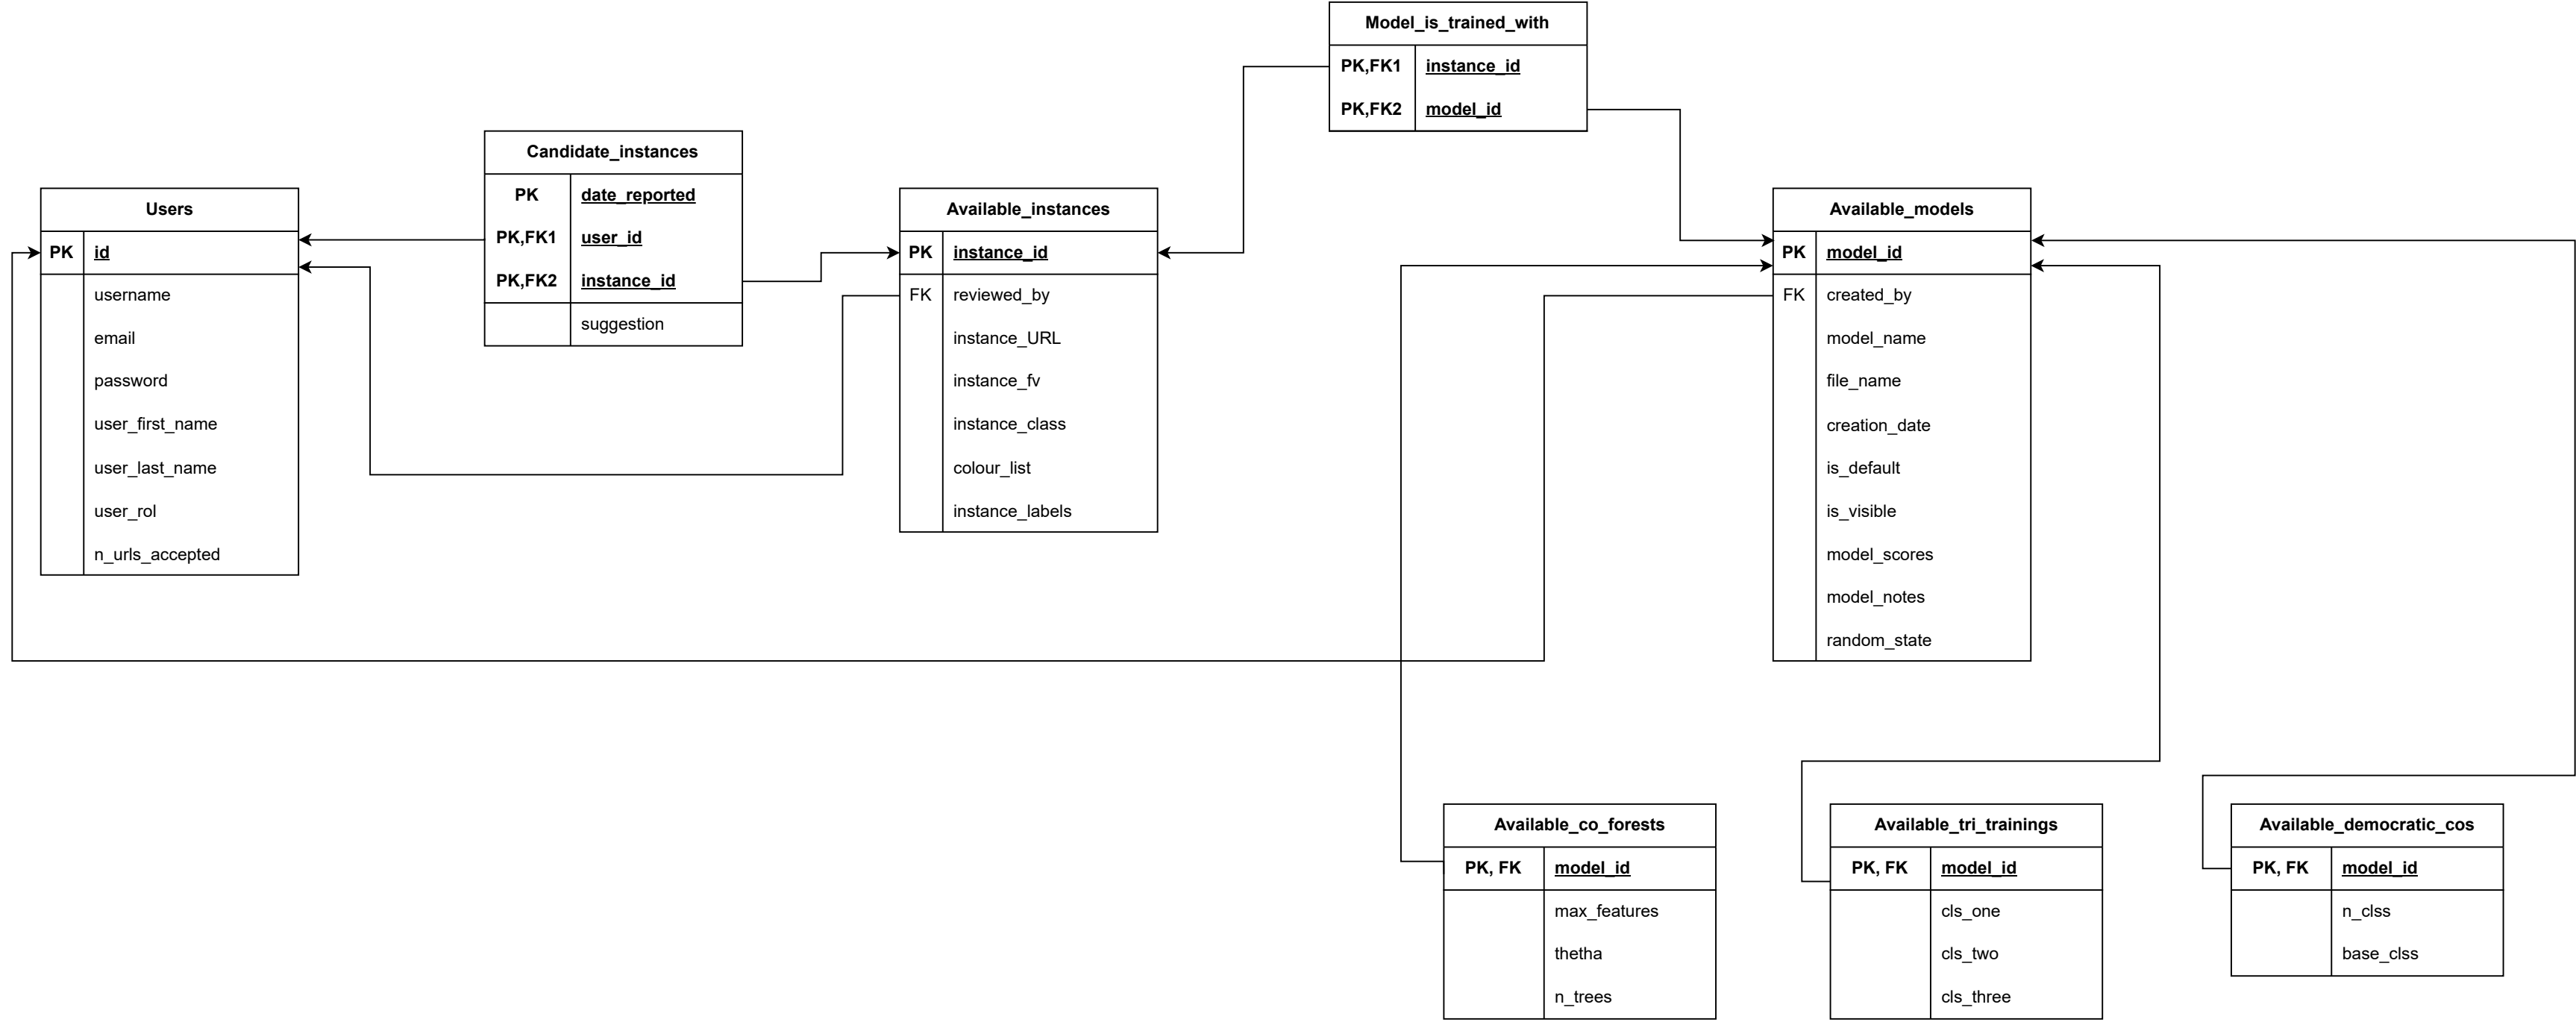 Model_is_trained_with
PK,FK1 instance_id
PK,FK2 model_id
Candidate_instances
PK date_reported
PK,FK1 user_id
PK,FK2 instance_id
suggestion
Users
PK id
username
email
password
user_first_name
user_last_name
user_rol
n_urls_accepted
Available_instances
PK instance_id
FK reviewed_by
instance_URL
instance_fv
instance_class
colour_list
instance_labels
Available_models
PK model_id
FK created_by
model_name
file_name
creation_date
is_default
is_visible
model_scores
model_notes
random_state
Available_co_forests
PK, FK model_id
max_features
thetha
n_trees
Available_tri_trainings
PK, FK model_id
cls_one
cls_two
cls_three
Available_democratic_cos
PK, FK model_id
n_clss
base_clss